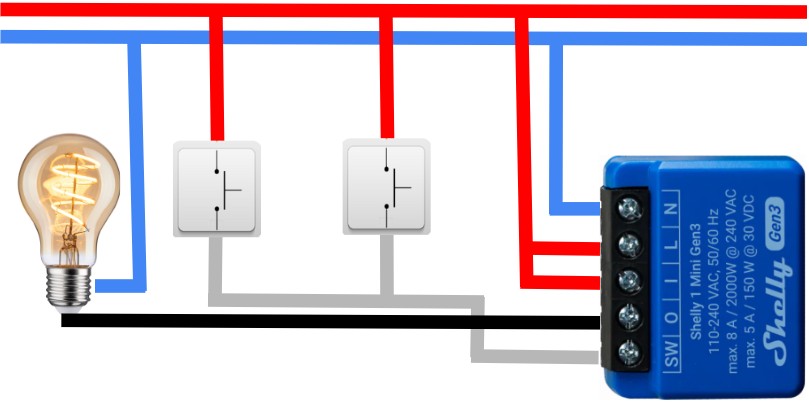 SW O I L N
Shelly 1 Mini Gen3
110-240 VAC, 50/60 Hz
max. 8 A / 2000W @ 240 VAC
max. 5 A / 150 W @ 30 VDC
Shelly Gen3